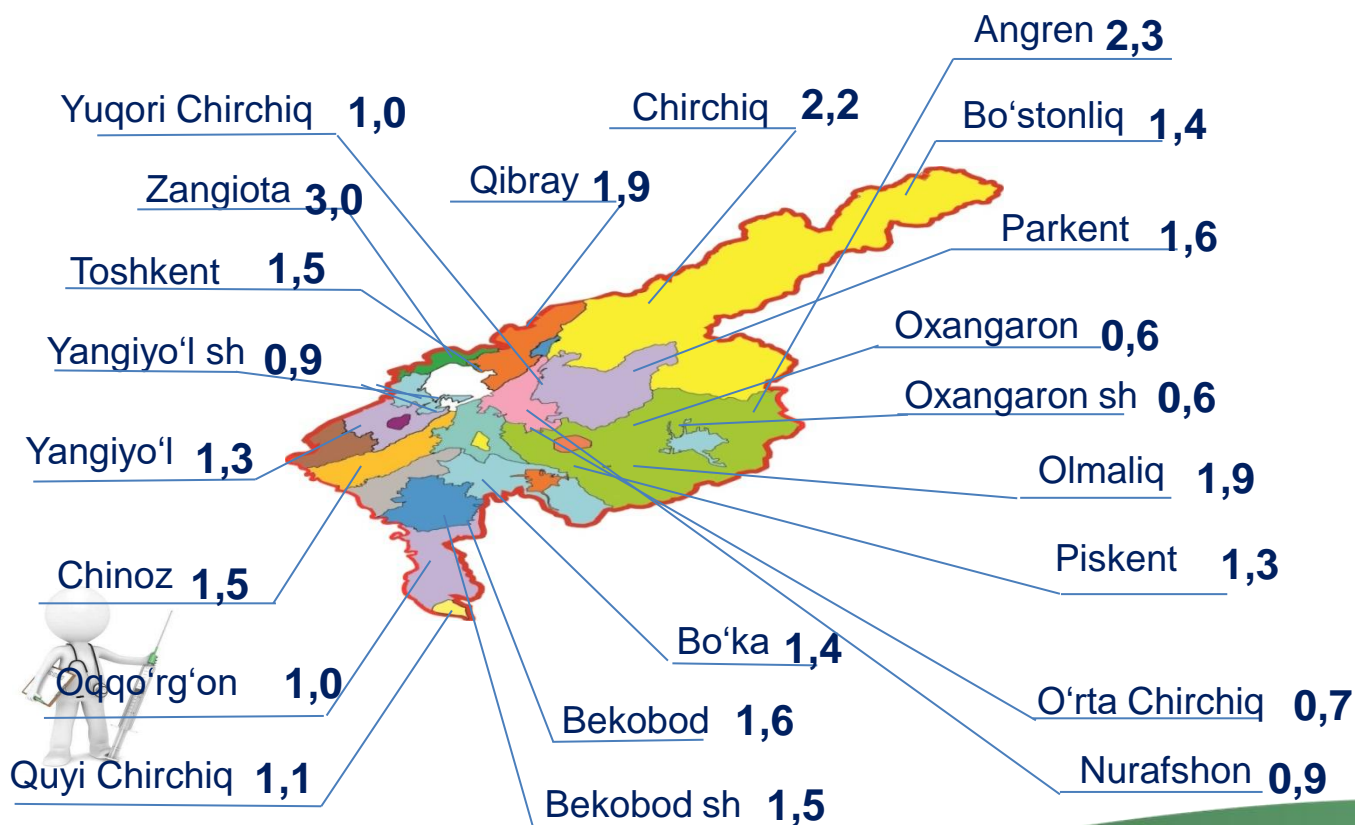 Angren 2,3
Yuqori Chirchiq 1,0
Chirchiq 2,2
Bo‘stonliq 1,4
Zangiota 3,0
Qibray 1,9
Parkent 1,6
Toshkent 1,5
Oxangaron 0,6
Yangiyo‘l sh 0,9
Oxangaron sh 0,6
Yangiyo‘l 1,3
Olmaliq 1,9
Piskent 1,3
Chinoz 1,5
Bo‘ka 1,4
Oqqo‘rg‘on 1,0
O‘rta Chirchiq 0,7
Bekobod 1,6
Quyi Chirchiq 1,1
Nurafshon 0,9
Bekobod sh 1,5